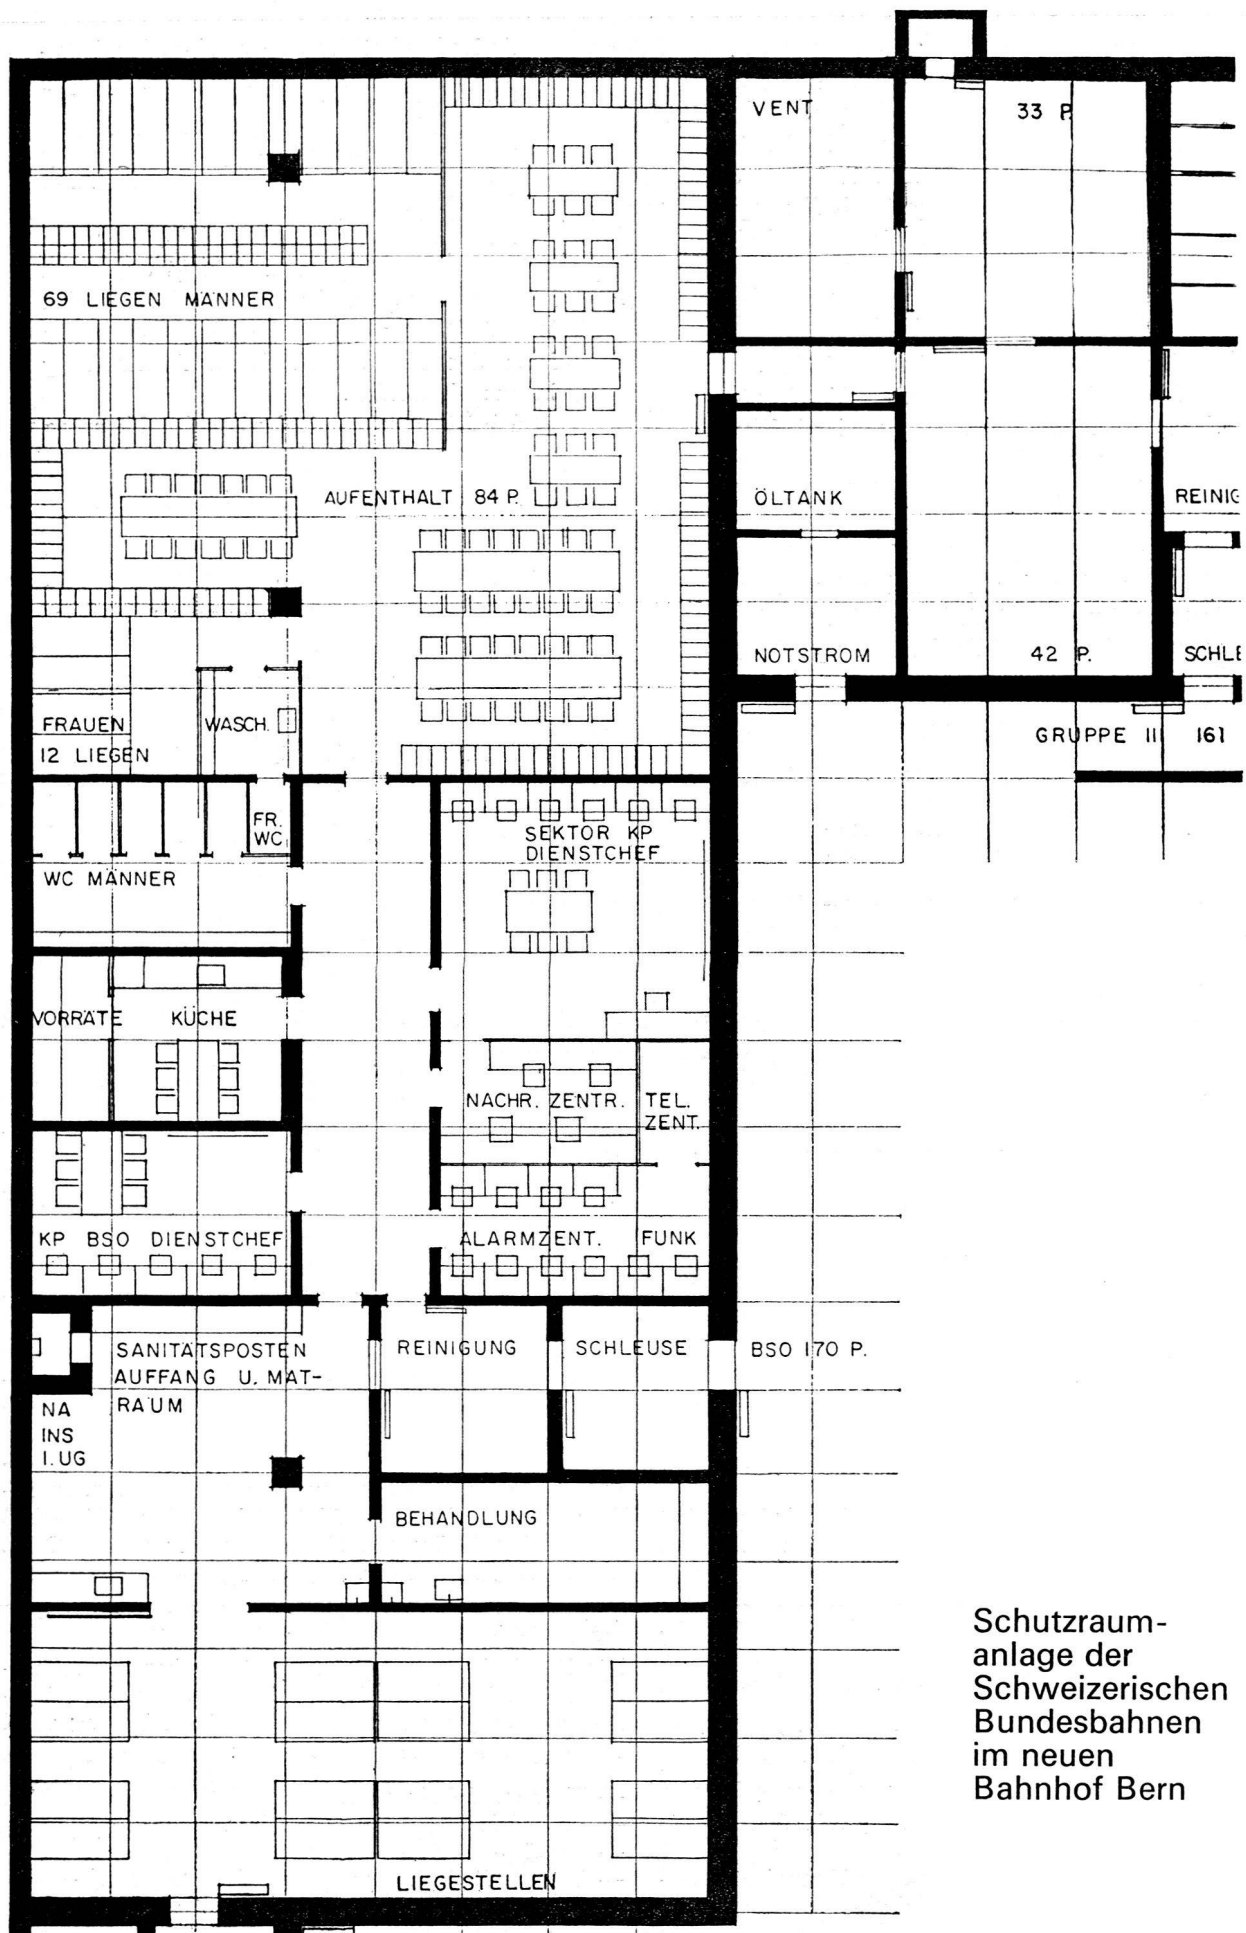 VENT
33 P.
69 LIEGEN MÄNNER
AUFENTHALT 84 P.
ÖLTANK
REINIG
NOTSTROM
42 P.
SCHLE
FRAUEN
12 LIEGEN
WASCH.
GRUPPE III 161
FR.
WC
WC MÄNNER
SEKTOR KP
DIENSTCHEF
VORRÄTE
KÜCHE
NACHR. ZENTR.
TEL.
ZENT.
KP BSO DIENSTCHEF
ALARMZENT.
FUNK
SANITÄTSPOSTEN
AUFFANG U. MAT-
RAUM
REINIGUNG
SCHLEUSE
BSO 170 P.
NA
INS
I. UG
BEHANDLUNG
LIEGESTELLEN
Schutzraum-
anlage der
Schweizerischen
Bundesbahnen
im neuen
Bahnhof Bern